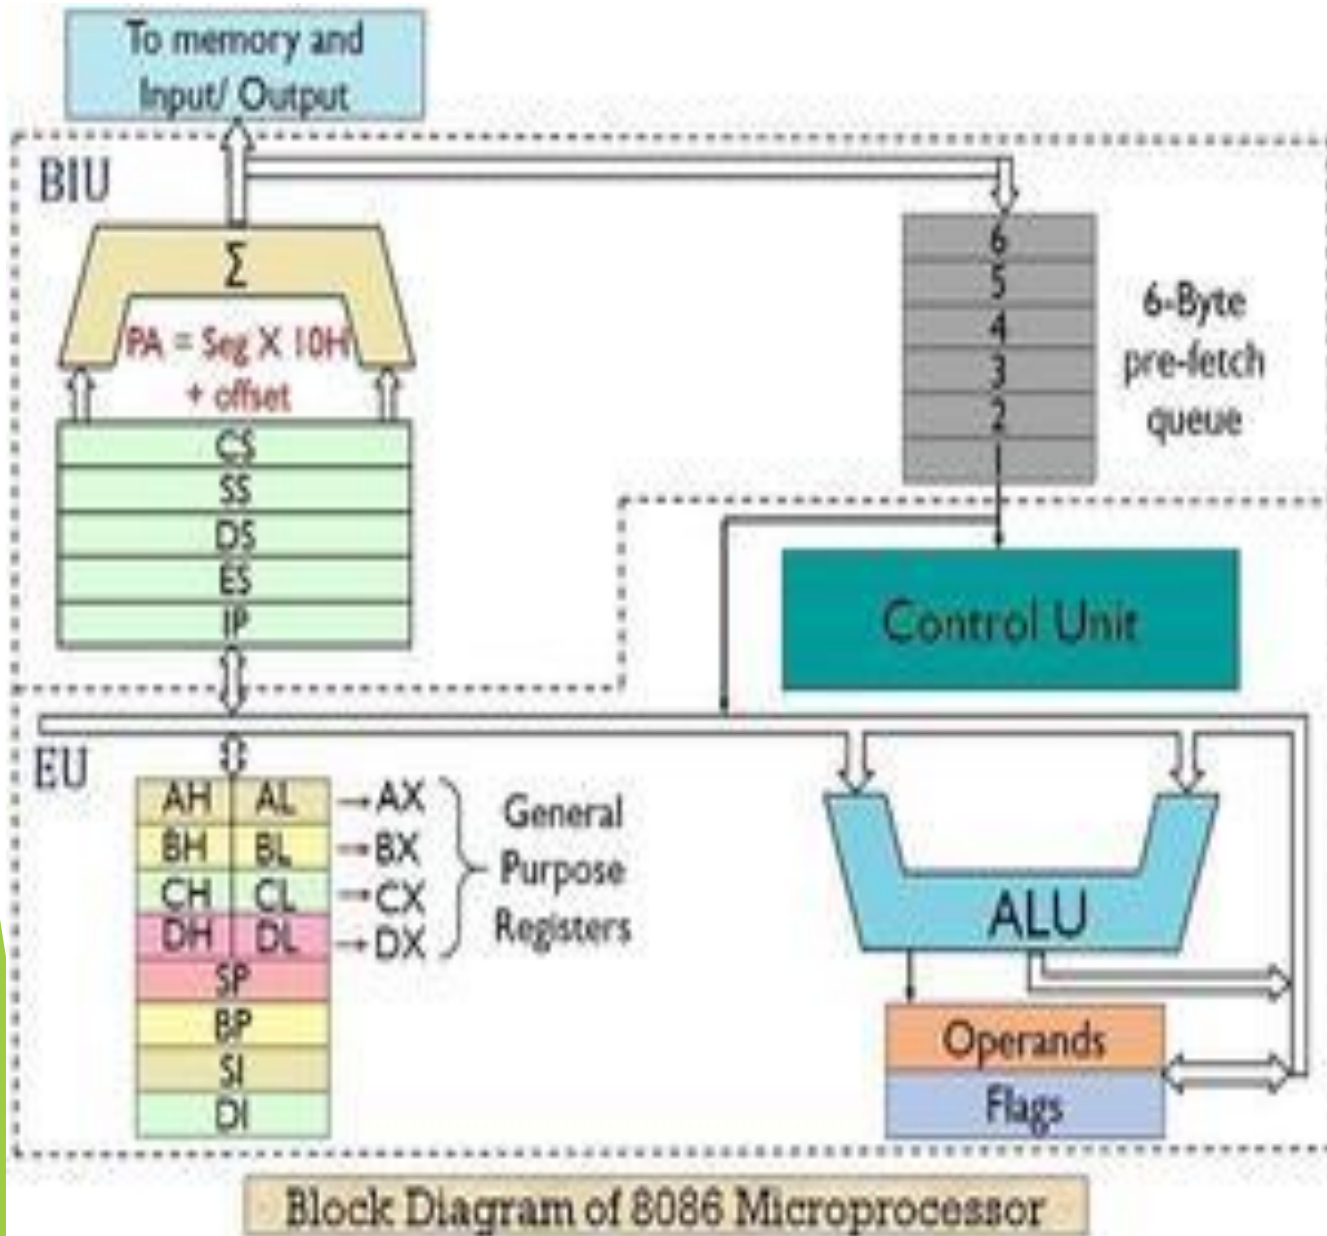 To memory and
Input/ Output
BIU
Σ
PA = Seg X 10H
+ offset
CS
SS
DS
ES
IP
6
5
4
3
2
1
6-Byte
pre-fetch
queue
Control Unit
EU
AH AL → AX
BH BL → BX
CH CL → CX
DH DL → DX
SP
BP
SI
DI
General
Purpose
Registers
ALU
Operands
Flags
Block Diagram of 8086 Microprocessor